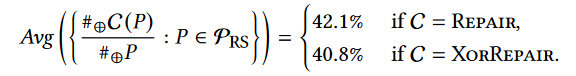 Avg({#⊕𝒞(P)/#⊕P : P ∈ 𝒫RS}) = {42.1% if 𝒞 = REPAIR,
40.8% if 𝒞 = XORREPAIR.